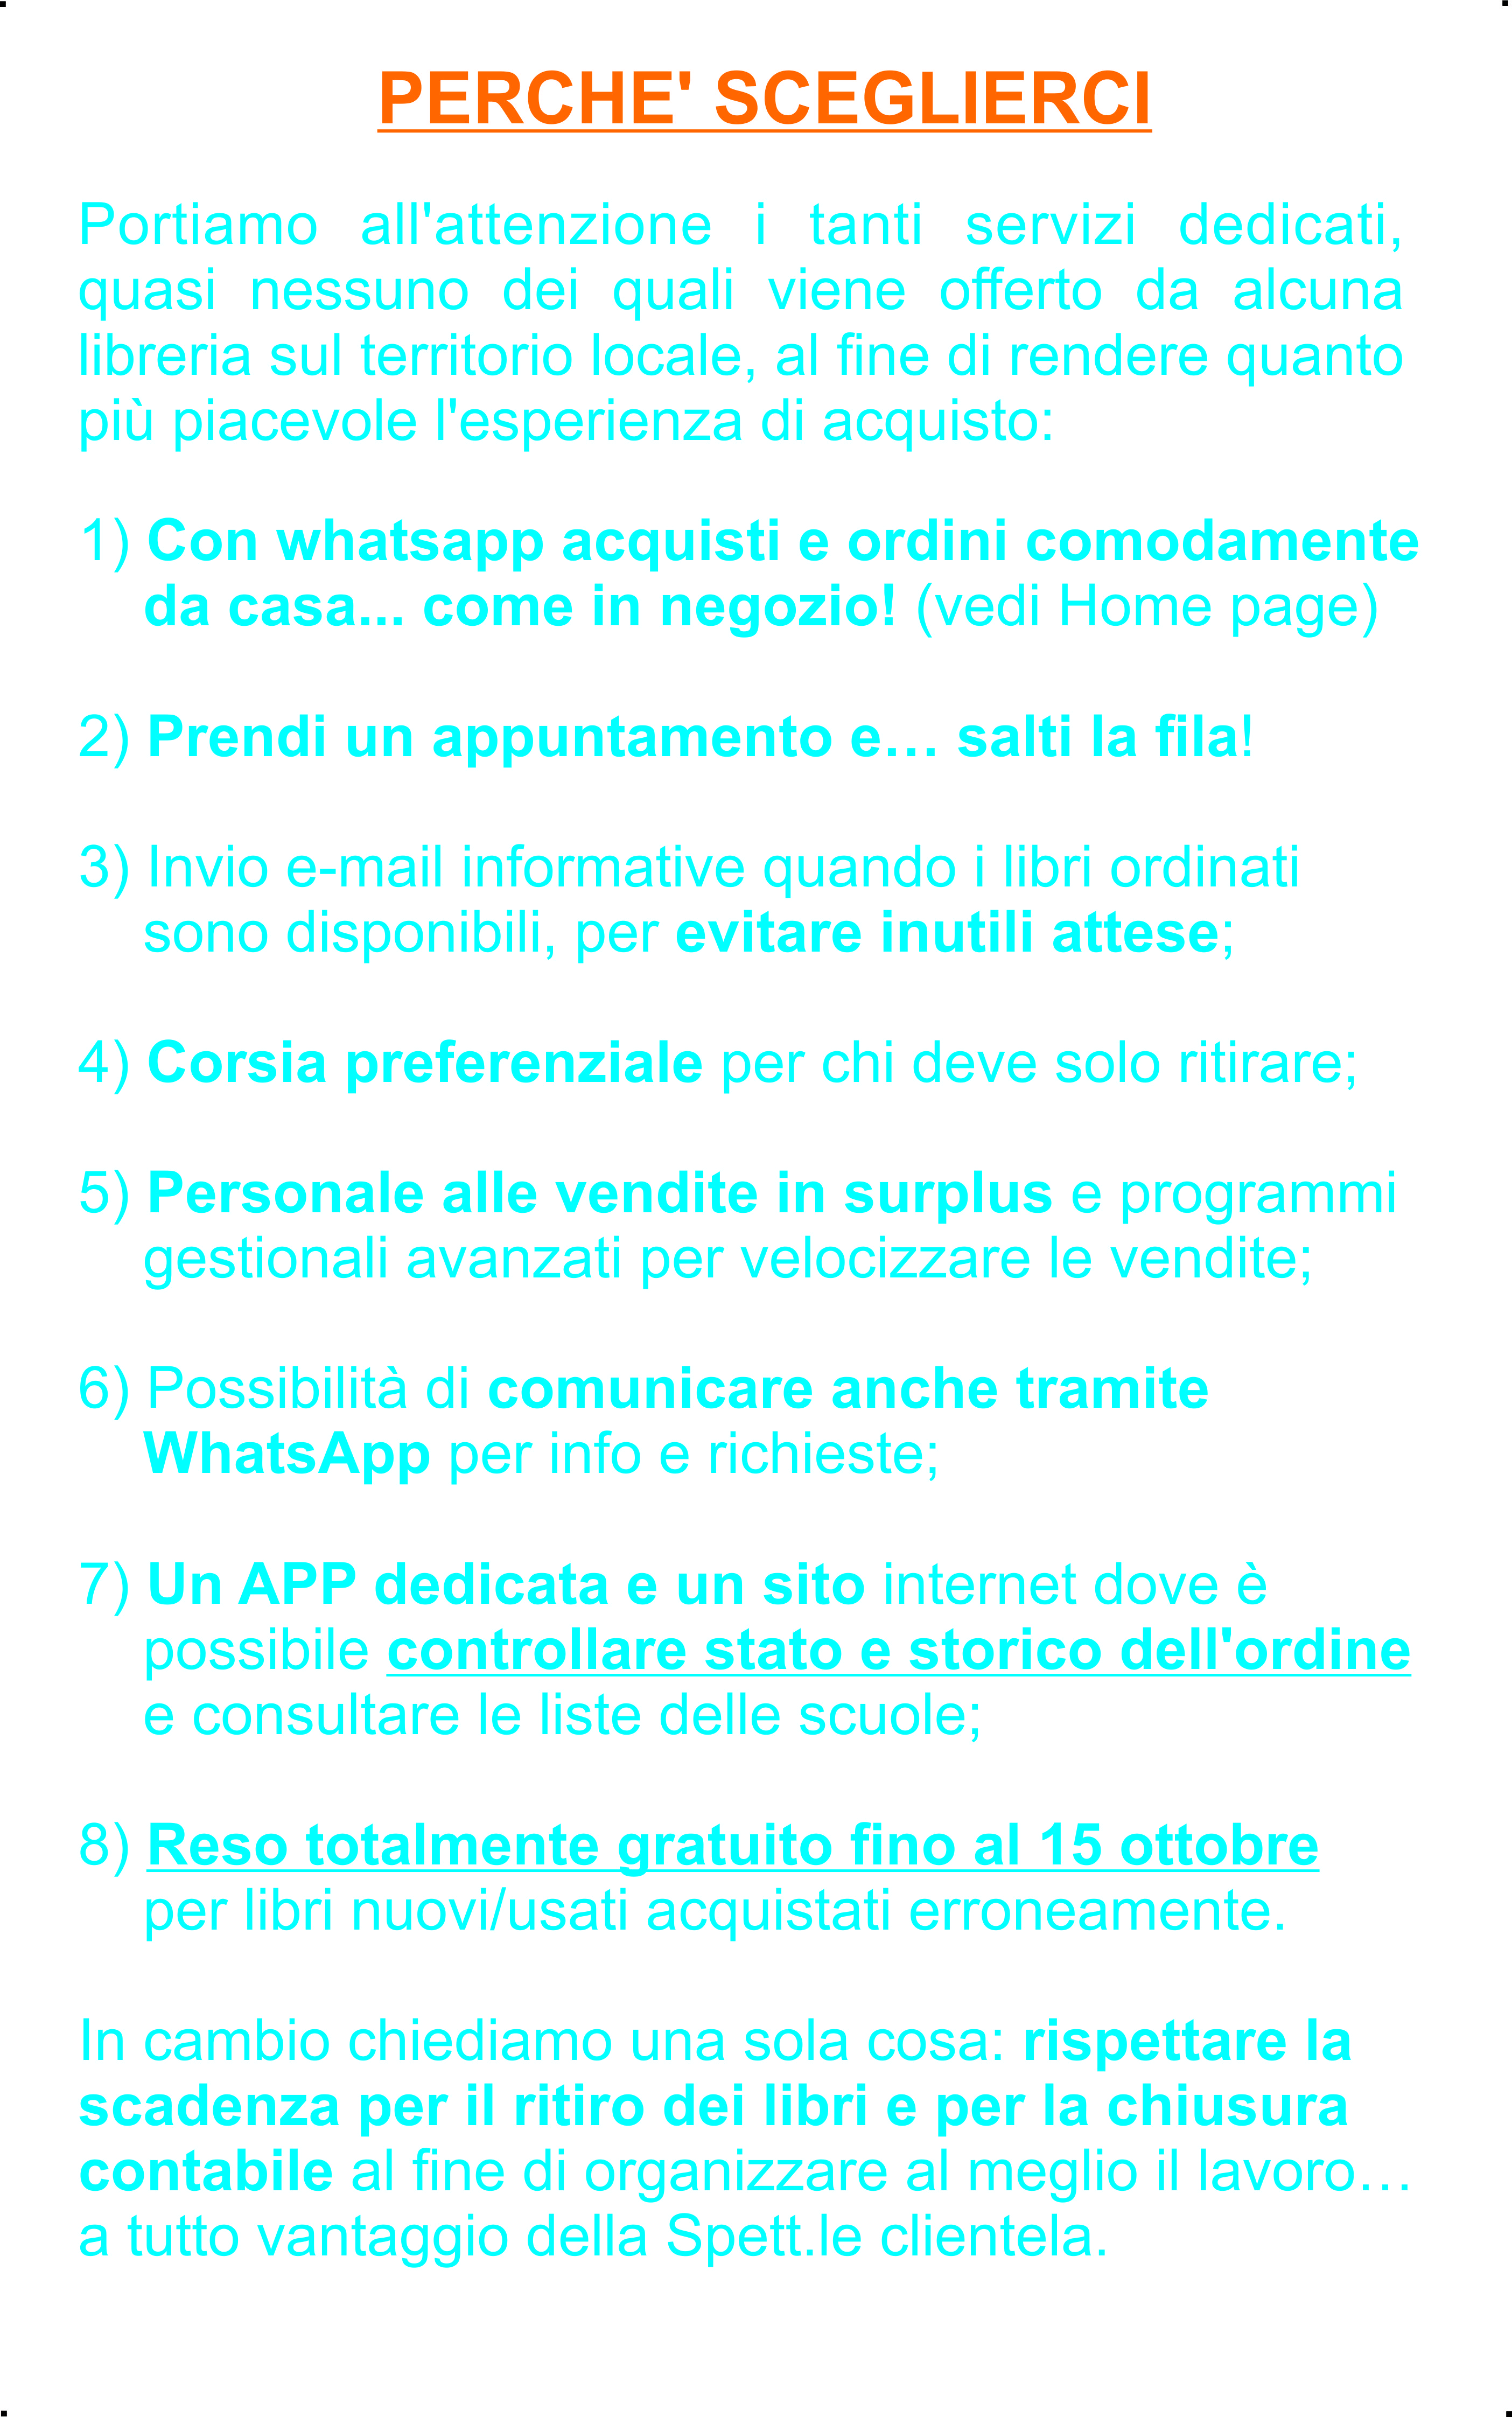 PERCHE' SCEGLIERCI
Portiamo all'attenzione i tanti servizi dedicati,
quasi nessuno dei quali viene offerto da alcuna
libreria sul territorio locale, al fine di rendere quanto
più piacevole l'esperienza di acquisto:
1) Con whatsapp acquisti e ordini comodamente
da casa... come in negozio! (vedi Home page)
2) Prendi un appuntamento e… salti la fila!
3) Invio e-mail informative quando i libri ordinati
sono disponibili, per evitare inutili attese;
4) Corsia preferenziale per chi deve solo ritirare;
5) Personale alle vendite in surplus e programmi
gestionali avanzati per velocizzare le vendite;
6) Possibilità di comunicare anche tramite
WhatsApp per info e richieste;
7) Un APP dedicata e un sito internet dove è
possibile controllare stato e storico dell'ordine
e consultare le liste delle scuole;
8) Reso totalmente gratuito fino al 15 ottobre
per libri nuovi/usati acquistati erroneamente.
In cambio chiediamo una sola cosa: rispettare la
scadenza per il ritiro dei libri e per la chiusura
contabile al fine di organizzare al meglio il lavoro…
a tutto vantaggio della Spett.le clientela.